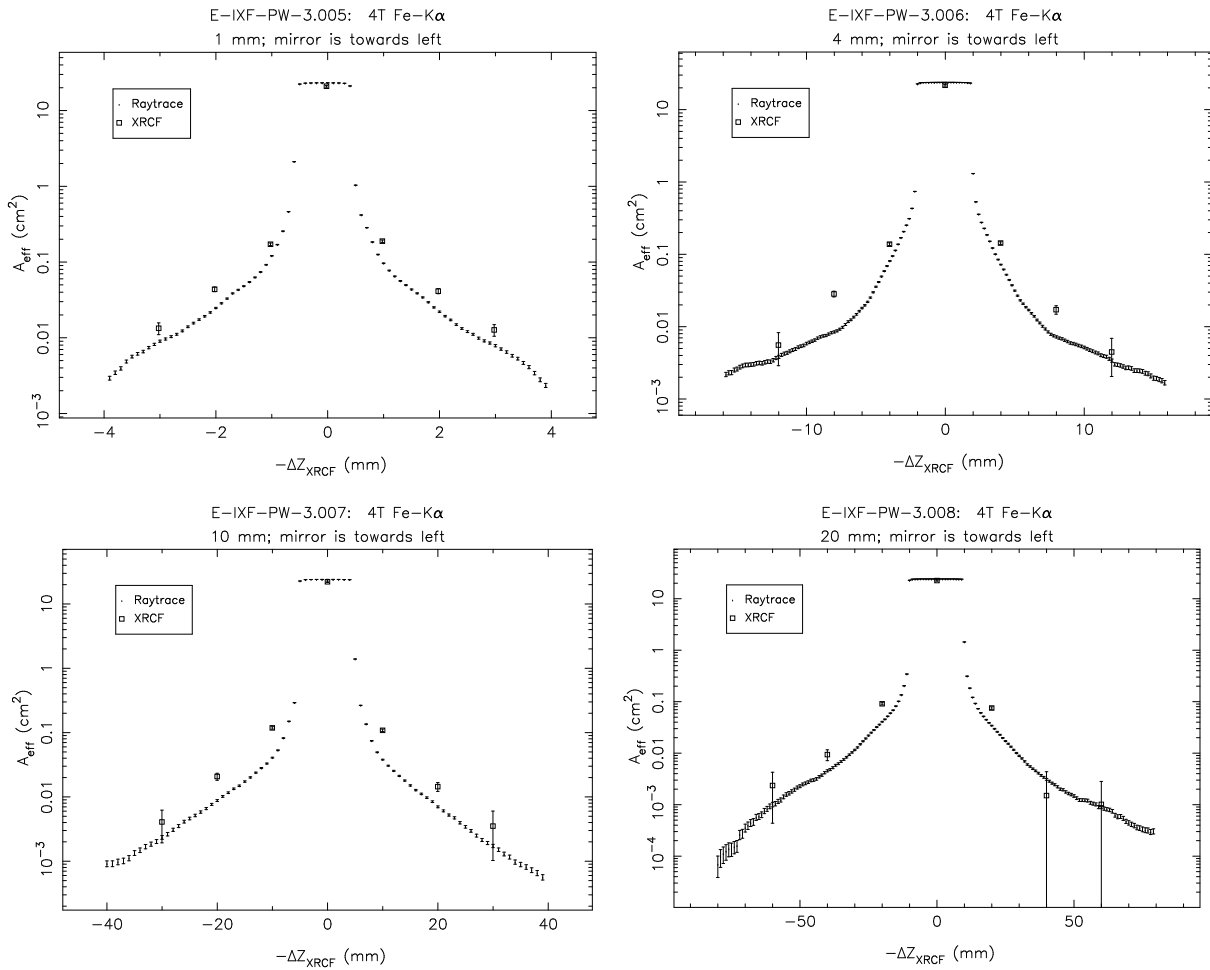 E-IXF-PW-3.005: 4T Fe-Kα
1 mm; mirror is towards left
Raytrace
XRCF
A_eff (cm²)
10
1
0.1
0.01
10⁻³
−4 −2 0 2 4
−ΔZ_XRCF (mm)
E-IXF-PW-3.006: 4T Fe-Kα
4 mm; mirror is towards left
Raytrace
XRCF
A_eff (cm²)
10
1
0.1
0.01
10⁻³
−10 0 10
−ΔZ_XRCF (mm)
E-IXF-PW-3.007: 4T Fe-Kα
10 mm; mirror is towards left
Raytrace
XRCF
A_eff (cm²)
10
1
0.1
0.01
10⁻³
−40 −20 0 20 40
−ΔZ_XRCF (mm)
E-IXF-PW-3.008: 4T Fe-Kα
20 mm; mirror is towards left
Raytrace
XRCF
A_eff (cm²)
10
1
0.1
0.01
10⁻³
10⁻⁴
−50 0 50
−ΔZ_XRCF (mm)